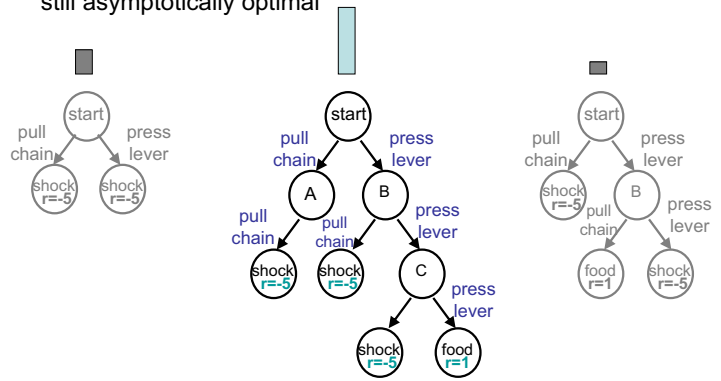 still asymptotically optimal
start
pull
chain
press
lever
shock
r=-5
shock
r=-5
start
pull
chain
press
lever
A
B
pull
chain
pull
chain
press
lever
shock
r=-5
shock
r=-5
C
press
lever
shock
r=-5
food
r=1
start
pull
chain
press
lever
shock
r=-5
B
pull
chain
press
lever
food
r=1
shock
r=-5